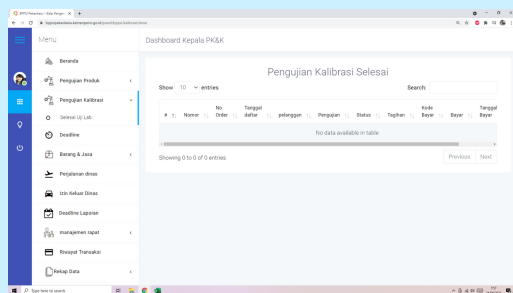 Menu
Dashboard Kepala PK&K
Beranda
Pengujian Produk
Pengujian Kalibrasi
Selesai Uji Lab
Deadline
Barang & Jasa
Perjalanan dinas
Izin Keluar Dinas
Deadline Laporan
manajemen rapat
Riwayat Transaksi
Rekap Data
Pengujian Kalibrasi Selesai
Show 10 entries
Search:
# Nomor No Order Tanggal daftar pelanggan Pengujian Status Tagihan Kode Bayar Bayar Tanggal Bayar
No data available in table
Showing 0 to 0 of 0 entries
Previous Next
Type here to search